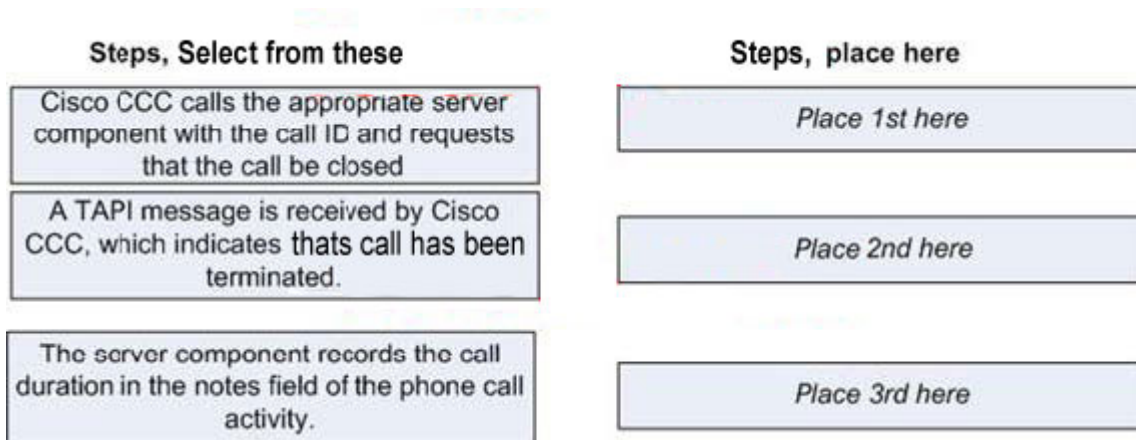 Steps, Select from these
Cisco CCC calls the appropriate server
component with the call ID and requests
that the call be closed
A TAPI message is received by Cisco
CCC, which indicates thats call has been
terminated.
The server component records the call
duration in the notes field of the phone call
activity.
Steps, place here
Place 1st here
Place 2nd here
Place 3rd here